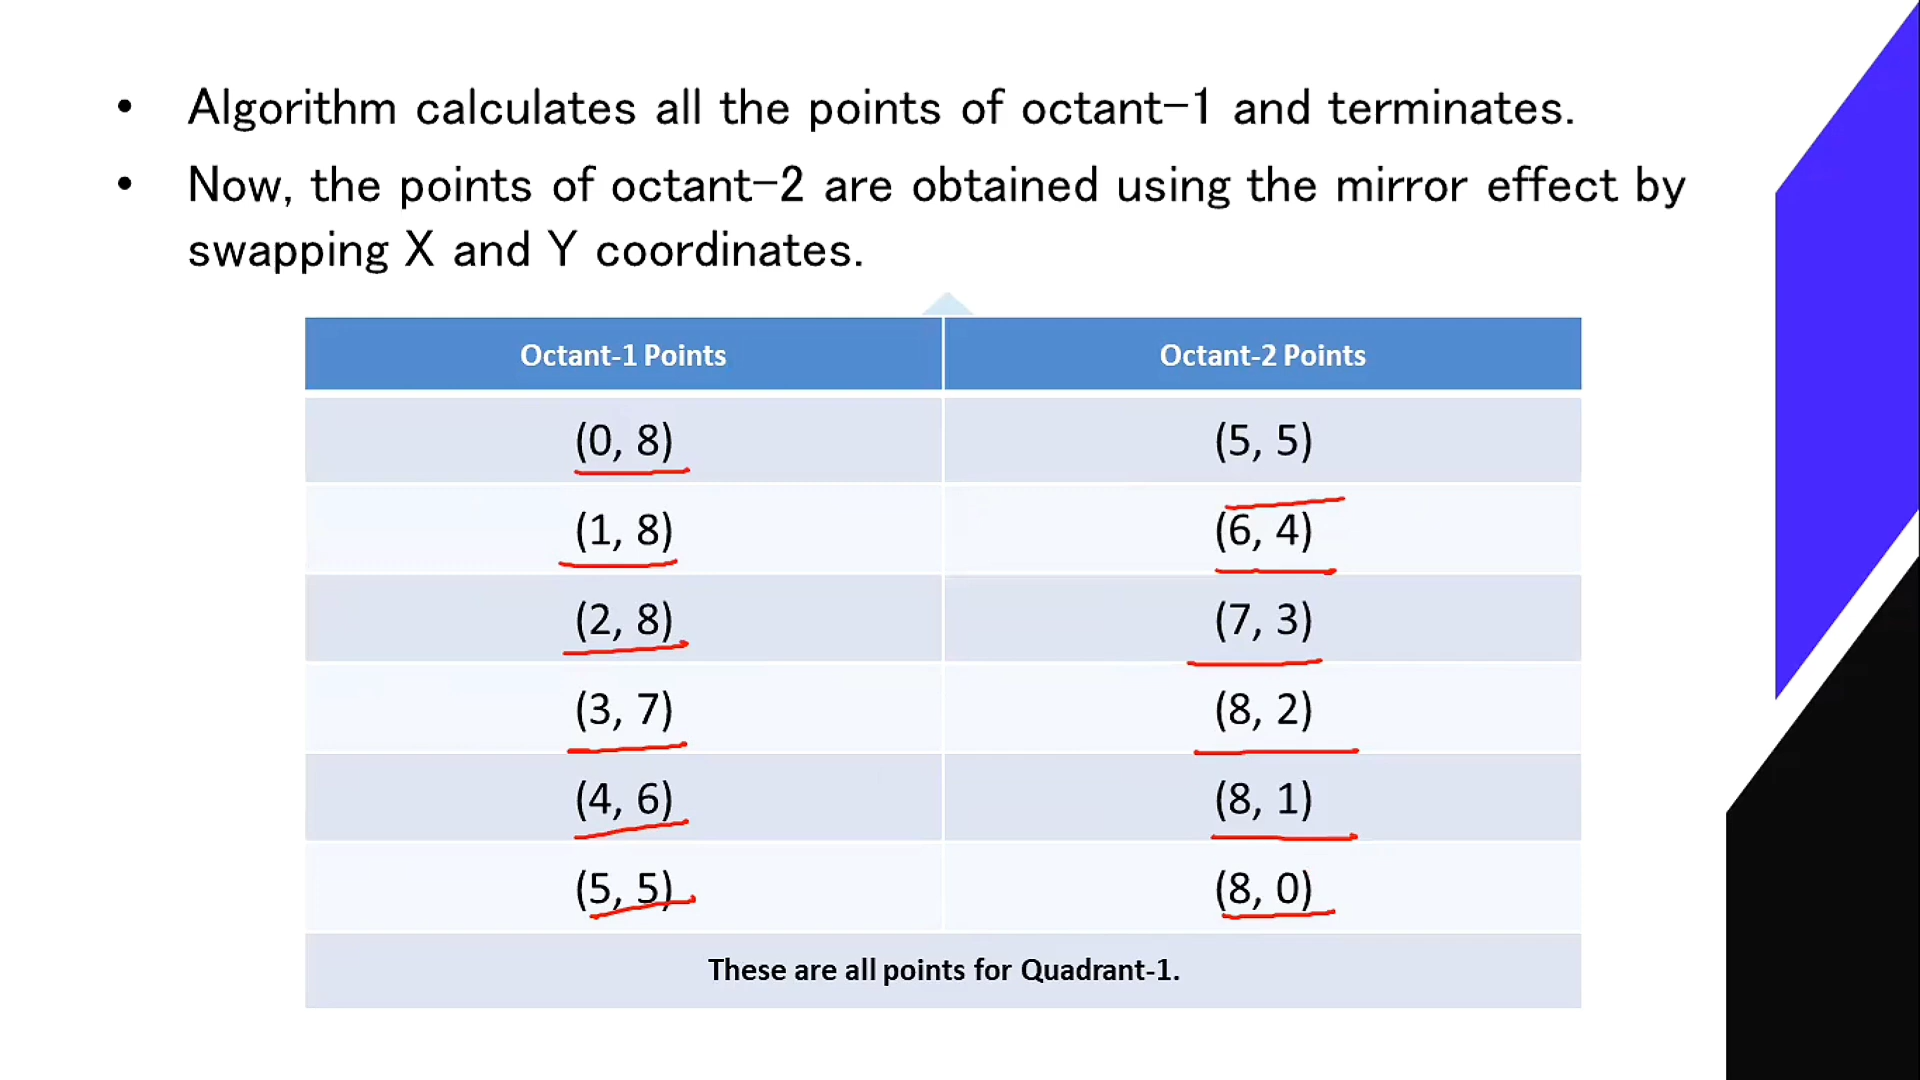 • Algorithm calculates all the points of octant-1 and terminates.
• Now, the points of octant-2 are obtained using the mirror effect by
swapping X and Y coordinates.
Octant-1 Points Octant-2 Points
(0, 8) (5, 5)
(1, 8) (6, 4)
(2, 8) (7, 3)
(3, 7) (8, 2)
(4, 6) (8, 1)
(5, 5) (8, 0)
These are all points for Quadrant-1.